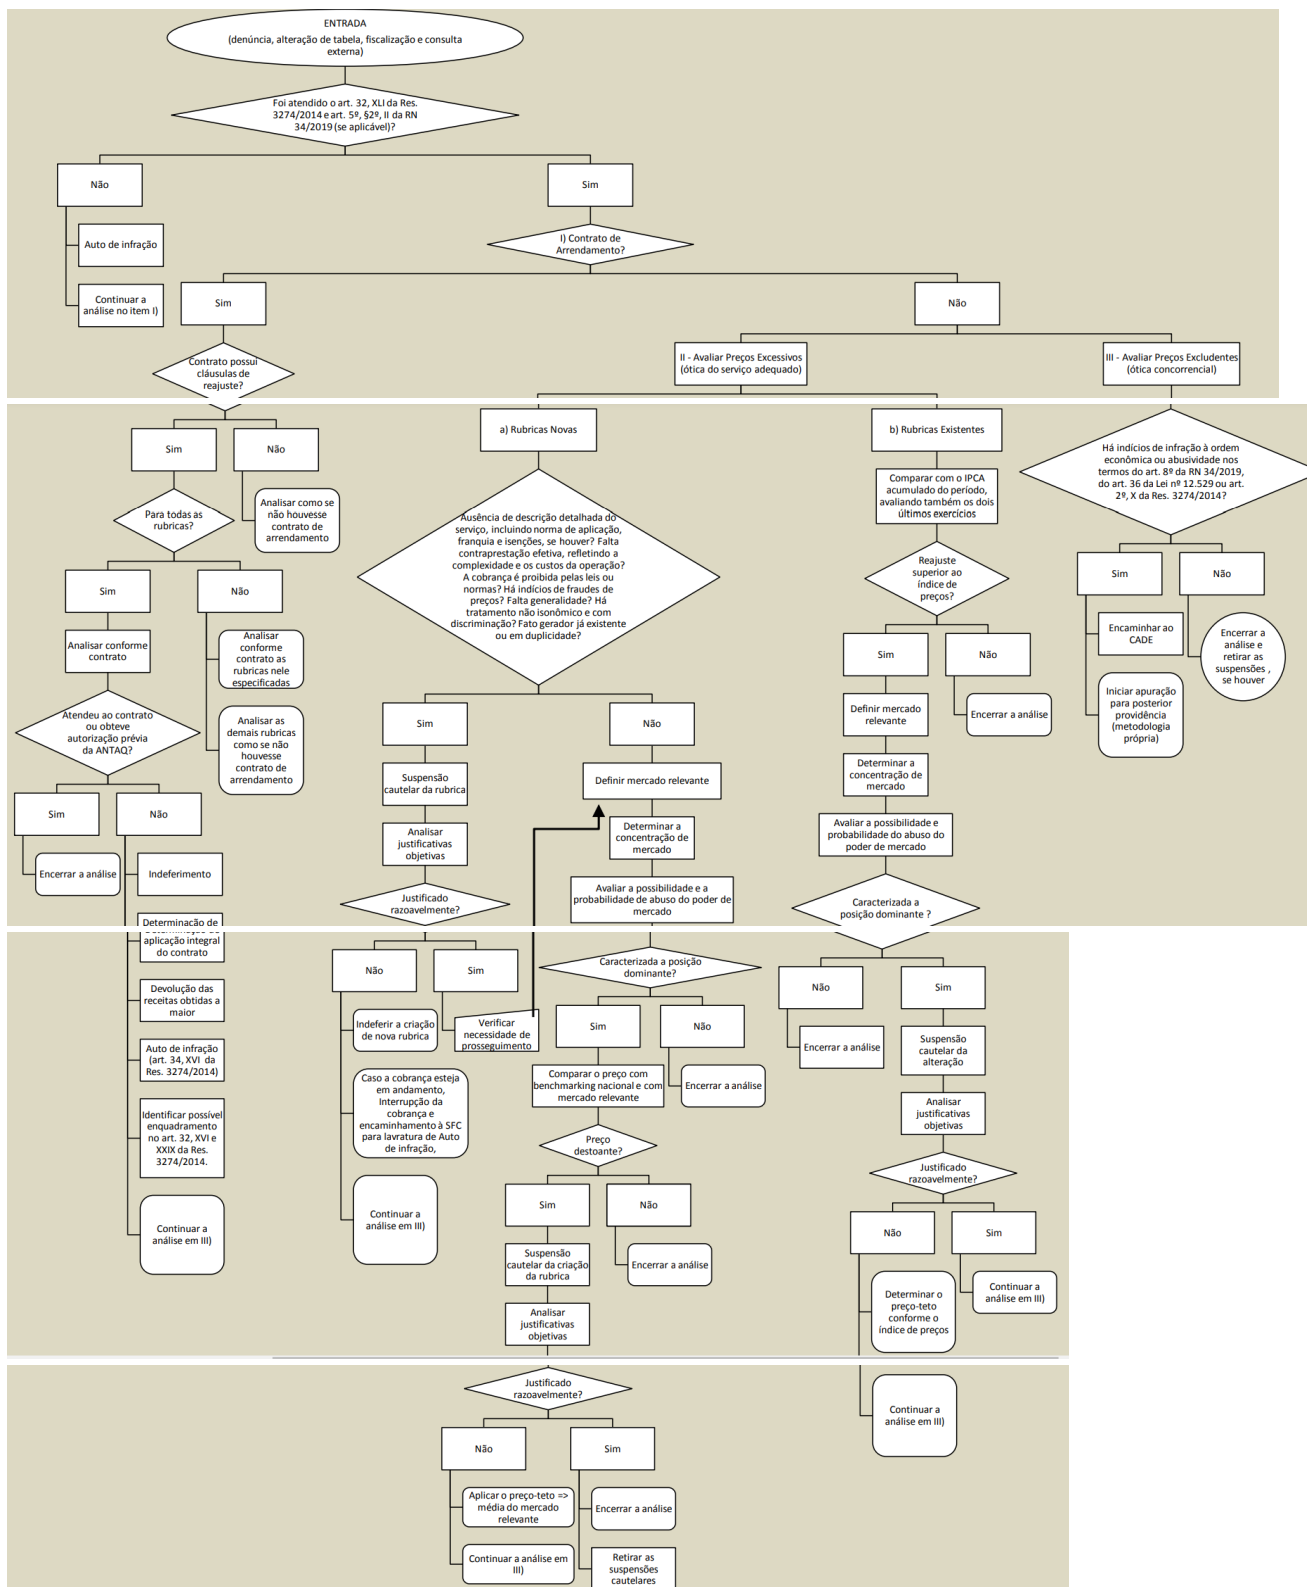 ENTRADA
(denúncia, alteração de tabela, fiscalização e consulta
externa)
Foi atendido o art. 32, XLI da Res.
3274/2014 e art. 5º, §2º, II da RN
34/2019 (se aplicável)?
Não
Sim
Auto de infração
Continuar a
análise no item I)
I) Contrato de
Arrendamento?
Sim
Não
Contrato possui
cláusulas de
reajuste?
II - Avaliar Preços Excessivos
(ótica do serviço adequado)
III - Avaliar Preços Excludentes
(ótica concorrencial)
Sim
Não
Analisar como se
não houvesse
contrato de
arrendamento
Para todas as
rubricas?
Sim
Não
Analisar conforme
contrato
Analisar
conforme
contrato as
rubricas nele
especificadas
Analisar as
demais rubricas
como se não
houvesse
contrato de
arrendamento
Atendeu ao contrato
ou obteve
autorização prévia
da ANTAQ?
Sim
Não
Encerrar a análise
Indeferimento
Determinação de
aplicação integral
do contrato
Devolução das
receitas obtidas a
maior
Auto de infração
(art. 34, XVI da
Res. 3274/2014)
Identificar possível
enquadramento
no art. 32, XVI e
XXIX da Res.
3274/2014.
Continuar a
análise em III)
a) Rubricas Novas
Ausência de descrição detalhada do
serviço, incluindo norma de aplicação,
franquia e isenções, se houver? Falta
contraprestação efetiva, refletindo a
complexidade e os custos da operação?
A cobrança é proibida pelas leis ou
normas? Há indícios de fraudes de
preços? Falta generalidade? Há
tratamento não isonômico e com
discriminação? Fato gerador já existente
ou em duplicidade?
Sim
Não
Suspensão
cautelar da rubrica
Analisar
justificativas
objetivas
Justificado
razoavelmente?
Não
Sim
Indeferir a criação
de nova rubrica
Caso a cobrança esteja
em andamento,
Interrupção da
cobrança e
encaminhamento à SFC
para lavratura de Auto
de infração,
Continuar a
análise em III)
Verificar
necessidade de
prosseguimento
Definir mercado relevante
Determinar a
concentração de
mercado
Avaliar a possibilidade e a
probabilidade de abuso do poder de
mercado
Caracterizada a posição
dominante?
Sim
Não
Comparar o preço com
benchmarking nacional e com
mercado relevante
Encerrar a análise
Preço
destoante?
Sim
Não
Suspensão
cautelar da criação
da rubrica
Encerrar a análise
Analisar
justificativas
objetivas
Justificado
razoavelmente?
Não
Sim
Aplicar o preço-teto =>
média do mercado
relevante
Continuar a análise em
III)
Encerrar a análise
Retirar as
suspensões
cautelares
b) Rubricas Existentes
Comparar com o IPCA
acumulado do período,
avaliando também os dois
últimos exercícios
Reajuste
superior ao
índice de
preços?
Sim
Não
Definir mercado
relevante
Encerrar a análise
Determinar a
concentração de
mercado
Avaliar a possibilidade e
probabilidade do abuso do
poder de mercado
Caracterizada a
posição dominante ?
Não
Sim
Encerrar a análise
Suspensão
cautelar da
alteração
Analisar
justificativas
objetivas
Justificado
razoavelmente?
Não
Sim
Determinar o
preço-teto
conforme o
índice de preços
Continuar a
análise em III)
Continuar a
análise em III)
Há indícios de infração à ordem
econômica ou abusividade nos
termos do art. 8º da RN 34/2019,
do art. 36 da Lei nº 12.529 ou art.
2º, X da Res. 3274/2014?
Sim
Não
Encaminhar ao
CADE
Iniciar apuração
para posterior
providência
(metodologia
própria)
Encerrar a
análise e
retirar as
suspensões ,
se houver